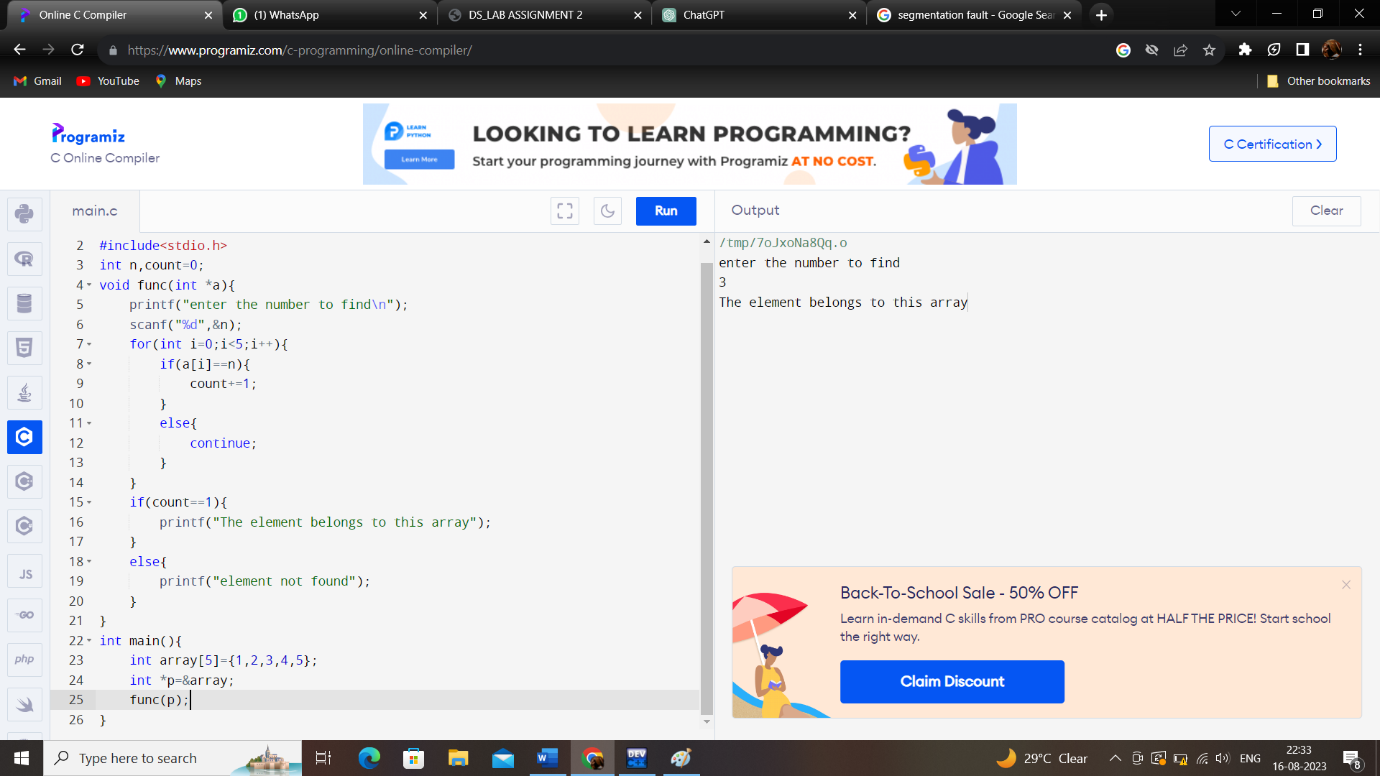 Online C Compiler
(1) WhatsApp
DS_LAB ASSIGNMENT 2
ChatGPT
segmentation fault - Google Sear
https://www.programiz.com/c-programming/online-compiler/
Gmail
YouTube
Maps
Other bookmarks
Programiz
C Online Compiler
LEARN
PYTHON
Learn More
LOOKING TO LEARN PROGRAMMING?
Start your programming journey with Programiz AT NO COST.
C Certification >
main.c
Run
Output
Clear
2 #include<stdio.h>
3 int n,count=0;
4 void func(int *a){
5 printf("enter the number to find\n");
6 scanf("%d",&n);
7 for(int i=0;i<5;i++){
8 if(a[i]==n){
9 count+=1;
10 }
11 else{
12 continue;
13 }
14 }
15 if(count==1){
16 printf("The element belongs to this array");
17 }
18 else{
19 printf("element not found");
20 }
21 }
22 int main(){
23 int array[5]={1,2,3,4,5};
24 int *p=&array;
25 func(p);
26 }
/tmp/7oJxoNa8Qq.o
enter the number to find
3
The element belongs to this array
JS
GO
php
Back-To-School Sale - 50% OFF
Learn in-demand C skills from PRO course catalog at HALF THE PRICE! Start school
the right way.
Claim Discount
Type here to search
DEV
29°C Clear
ENG
22:33
16-08-2023
8